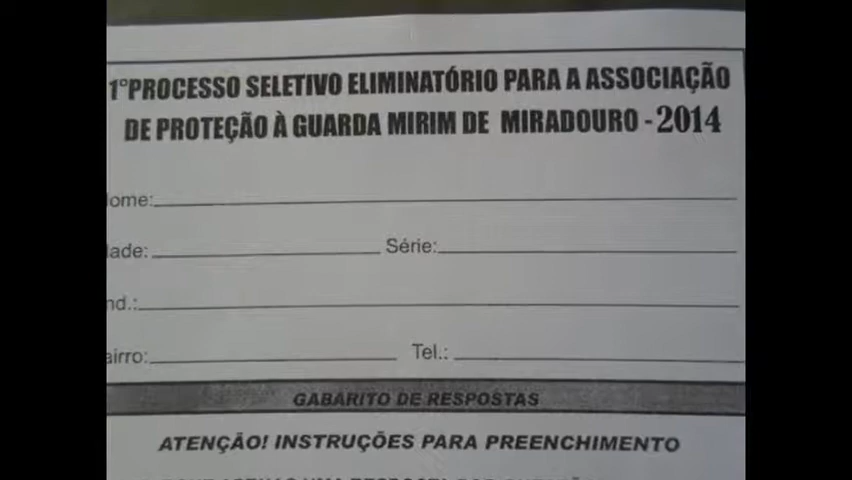 1°PROCESSO SELETIVO ELIMINATÓRIO PARA A ASSOCIAÇÃO
DE PROTEÇÃO À GUARDA MIRIM DE MIRADOURO - 2014
ome:
dade: Série:
nd.:
airro: Tel.:
GABARITO DE RESPOSTAS
ATENÇÃO! INSTRUÇÕES PARA PREENCHIMENTO